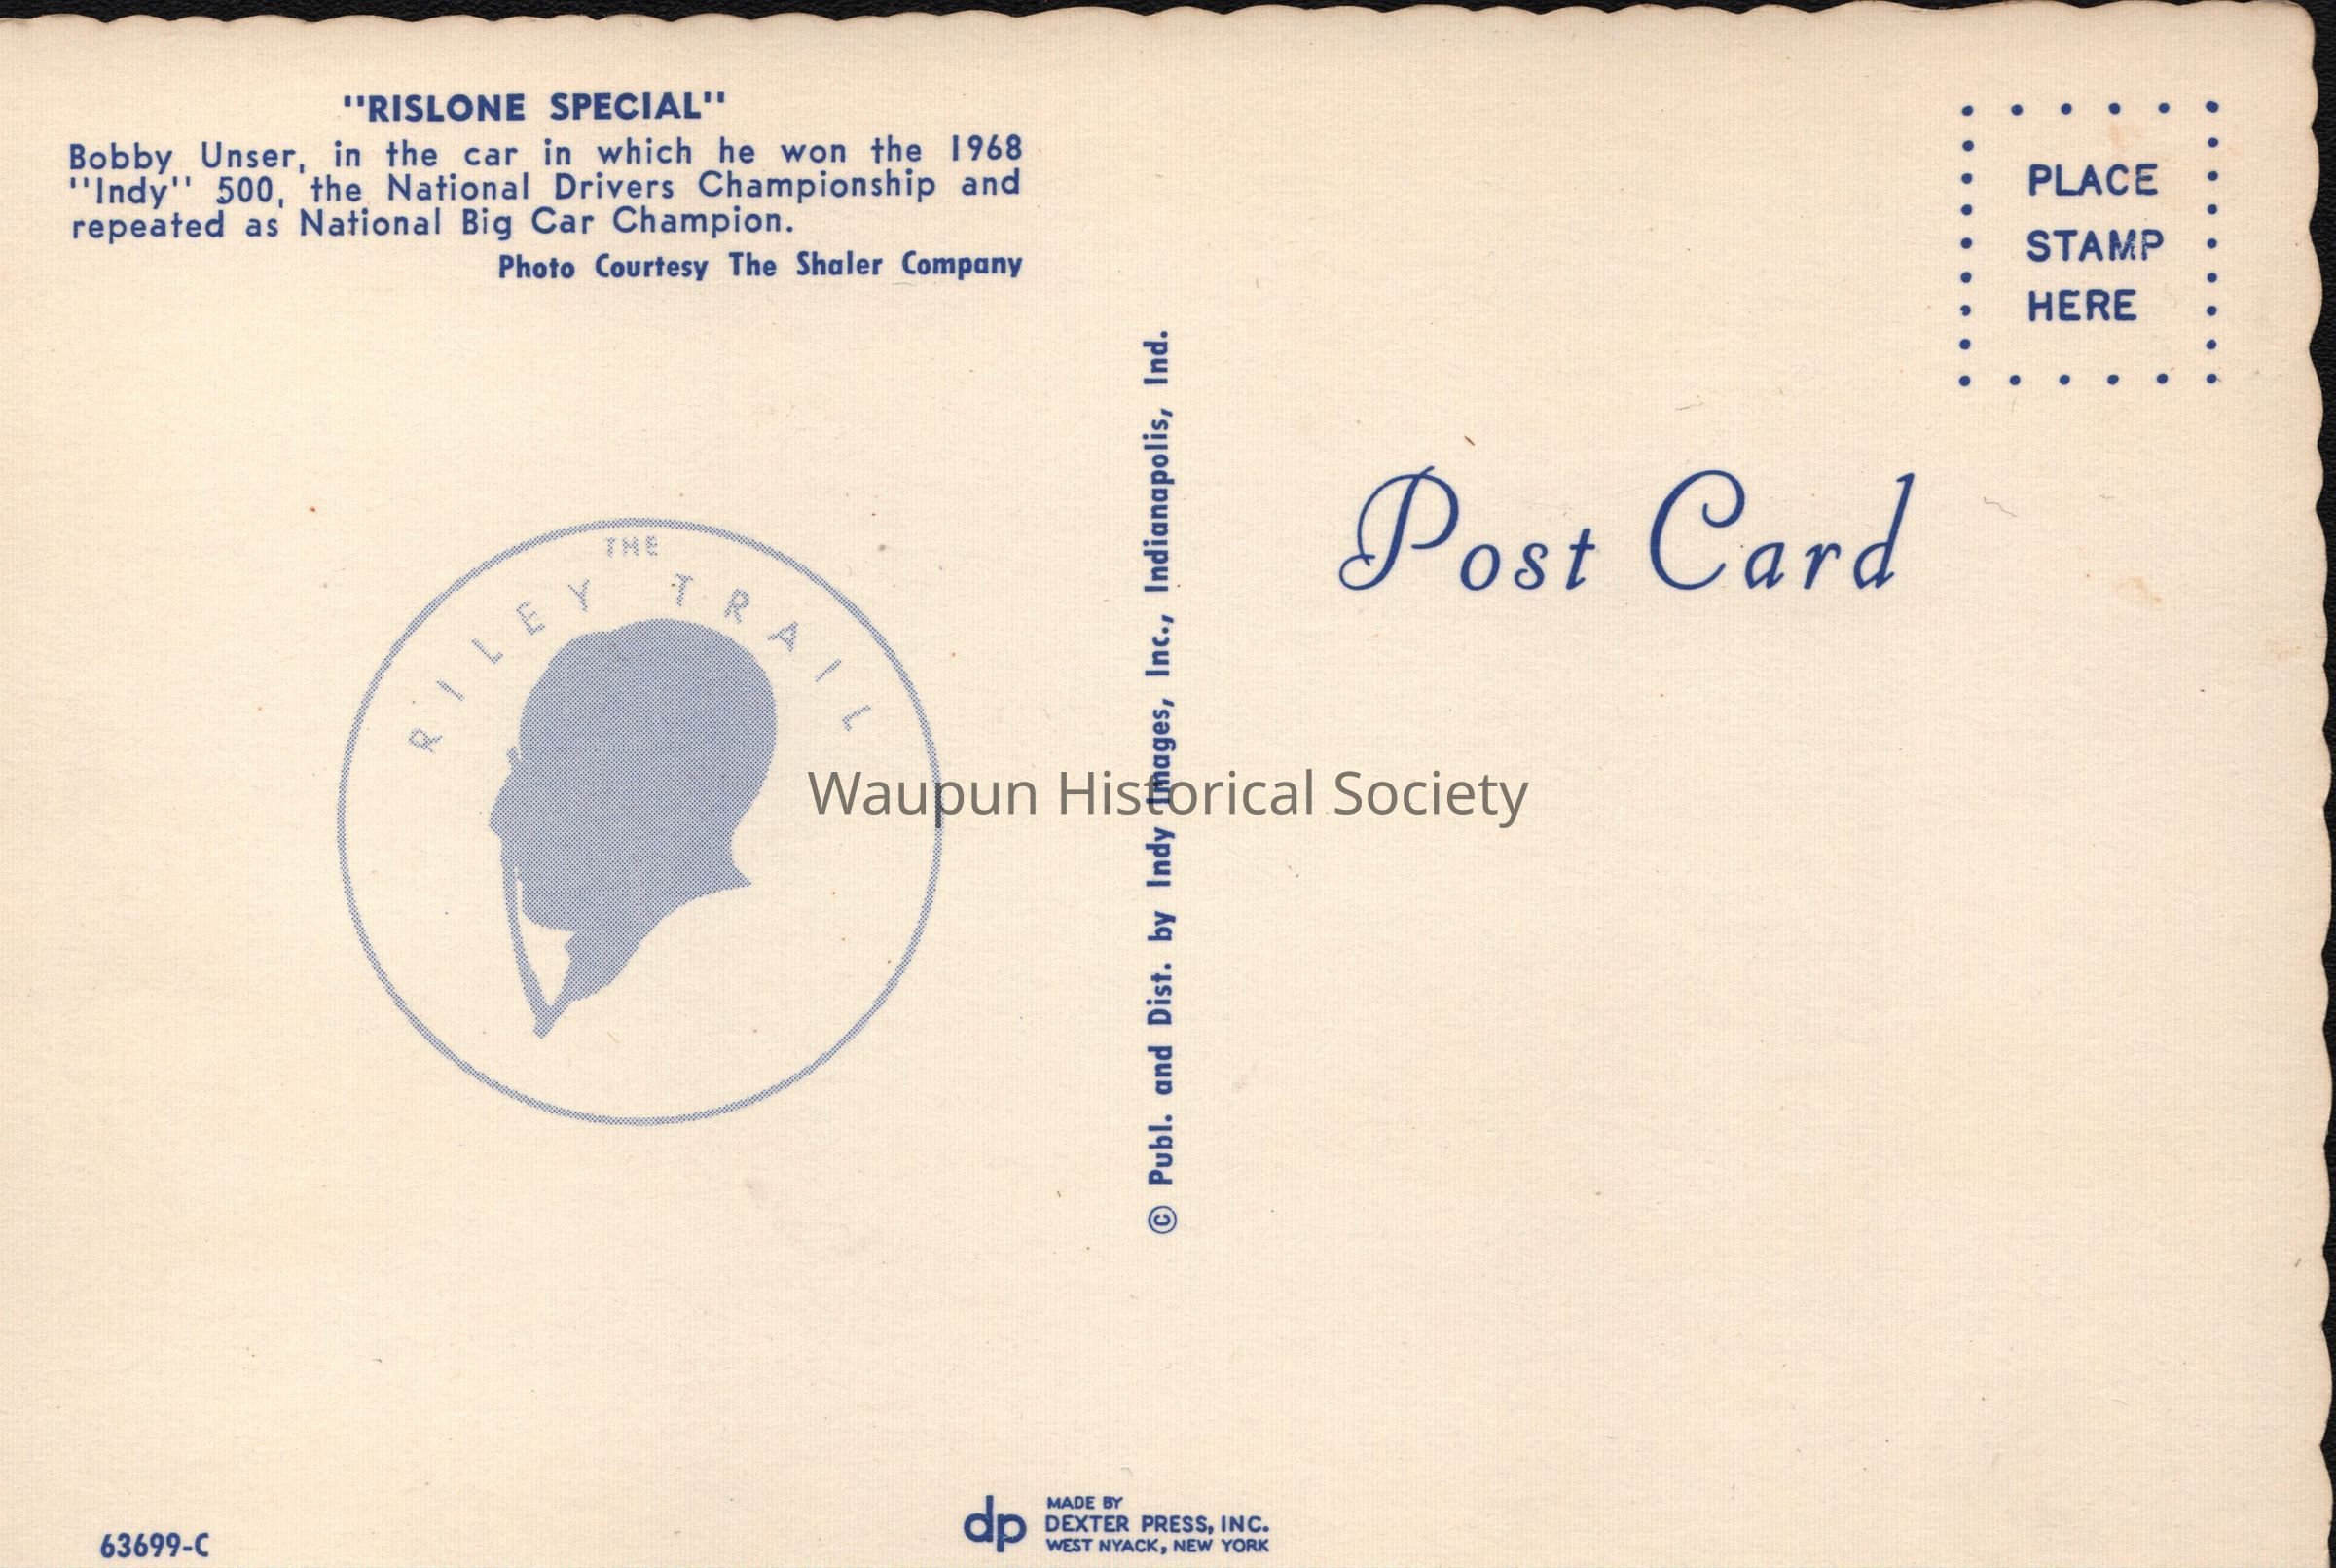 "RISLONE SPECIAL"
Bobby Unser, in the car in which he won the 1968
"Indy" 500, the National Drivers Championship and
repeated as National Big Car Champion.
Photo Courtesy The Shaler Company
THE
RILEY TRAIL
© Publ. and Dist. by Indy Images, Inc., Indianapolis, Ind.
PLACE
STAMP
HERE
Post Card
Waupun Historical Society
63699-C
dp
MADE BY
DEXTER PRESS, INC.
WEST NYACK, NEW YORK